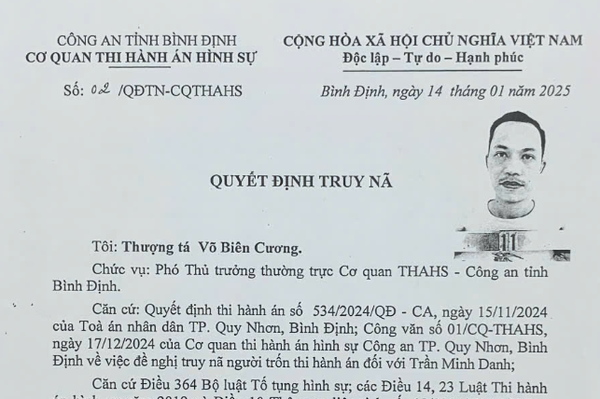 CÔNG AN TỈNH BÌNH ĐỊNH
CƠ QUAN THI HÀNH ÁN HÌNH SỰ
CỘNG HÒA XÃ HỘI CHỦ NGHĨA VIỆT NAM
Độc lập – Tự do – Hạnh phúc
Số: 02 /QĐTN-CQTHAHS
Bình Định, ngày 14 tháng 01 năm 2025
QUYẾT ĐỊNH TRUY NÃ
11
Tôi: Thượng tá Võ Biên Cương.
Chức vụ: Phó Thủ trưởng thường trực Cơ quan THAHS - Công an tỉnh
Bình Định.
Căn cứ: Quyết định thi hành án số 534/2024/QĐ - CA, ngày 15/11/2024
của Toà án nhân dân TP. Quy Nhơn, Bình Định; Công văn số 01/CQ-THAHS,
ngày 17/12/2024 của Cơ quan thi hành án hình sự Công an TP. Quy Nhơn, Bình
Định về việc đề nghị truy nã người trốn thi hành án đối với Trần Minh Danh;
Căn cứ Điều 364 Bộ luật Tố tụng hình sự; các Điều 14, 23 Luật Thi hành